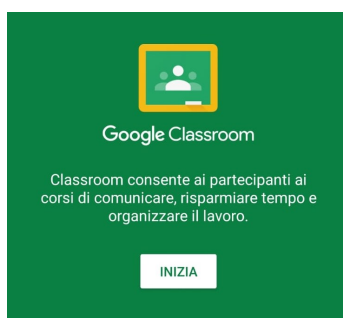 Google Classroom
Classroom consente ai partecipanti ai
corsi di comunicare, risparmiare tempo e
organizzare il lavoro.
INIZIA